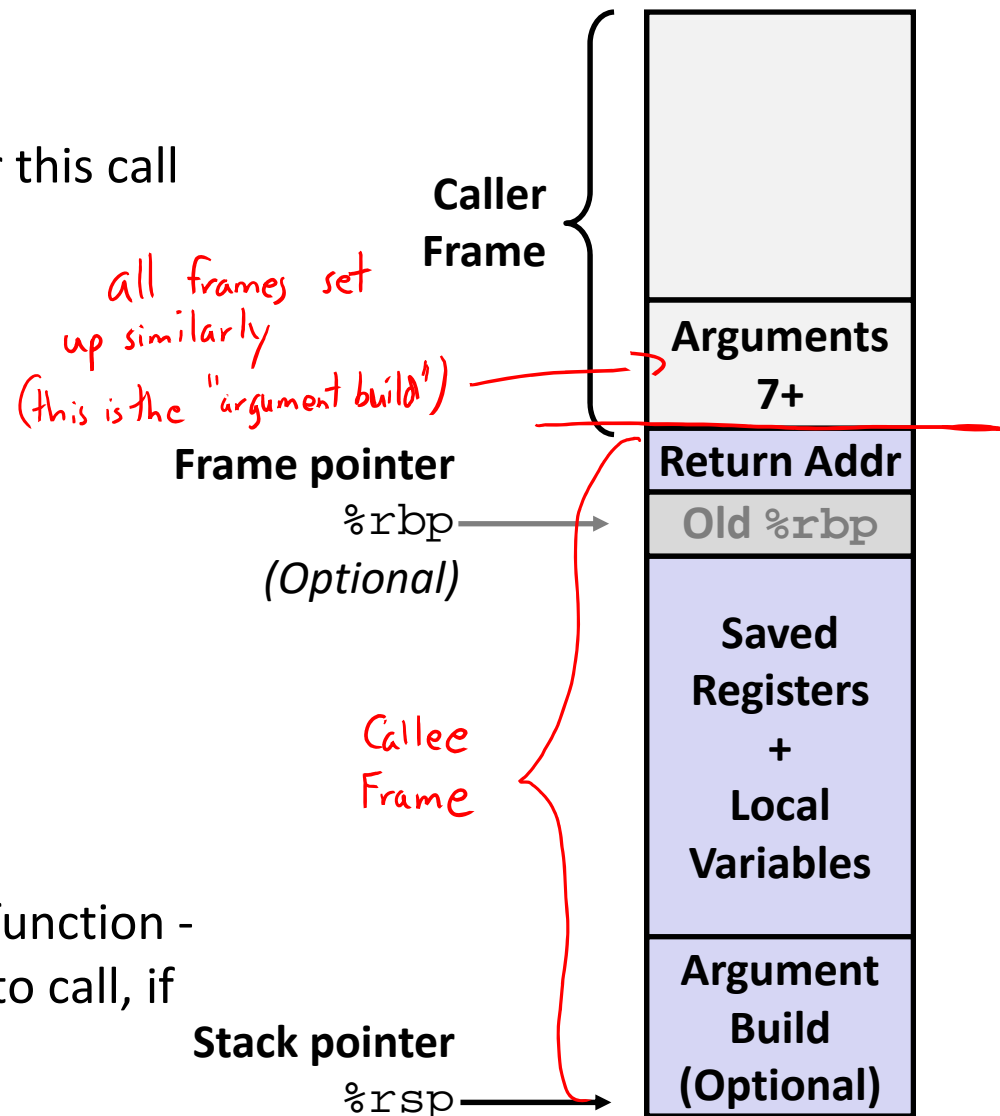 r this call
Caller
Frame
all frames set
up similarly
(this is the "argument build")
Arguments
7+
Frame pointer
%rbp
(Optional)
Return Addr
Old %rbp
Saved
Registers
+
Local
Variables
Callee
Frame
function -
to call, if
Stack pointer
%rsp
Argument
Build
(Optional)